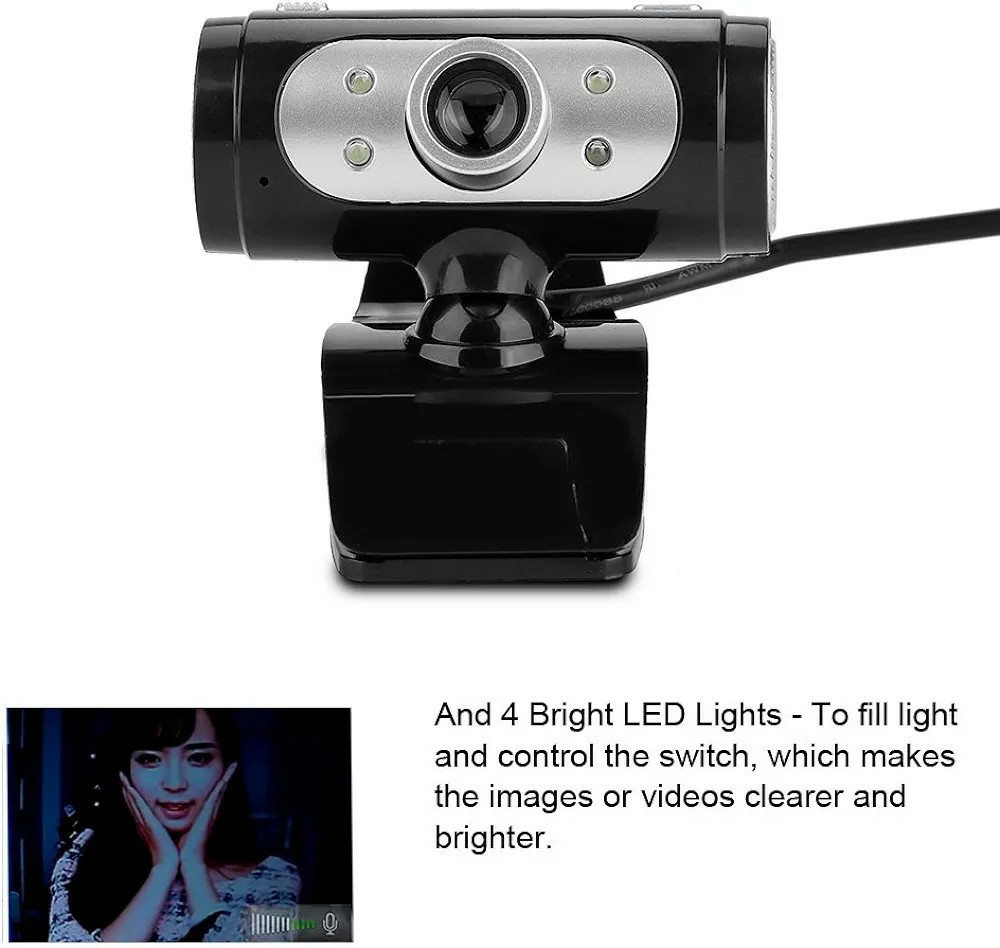 AWM
And 4 Bright LED Lights - To fill light
and control the switch, which makes
the images or videos clearer and
brighter.